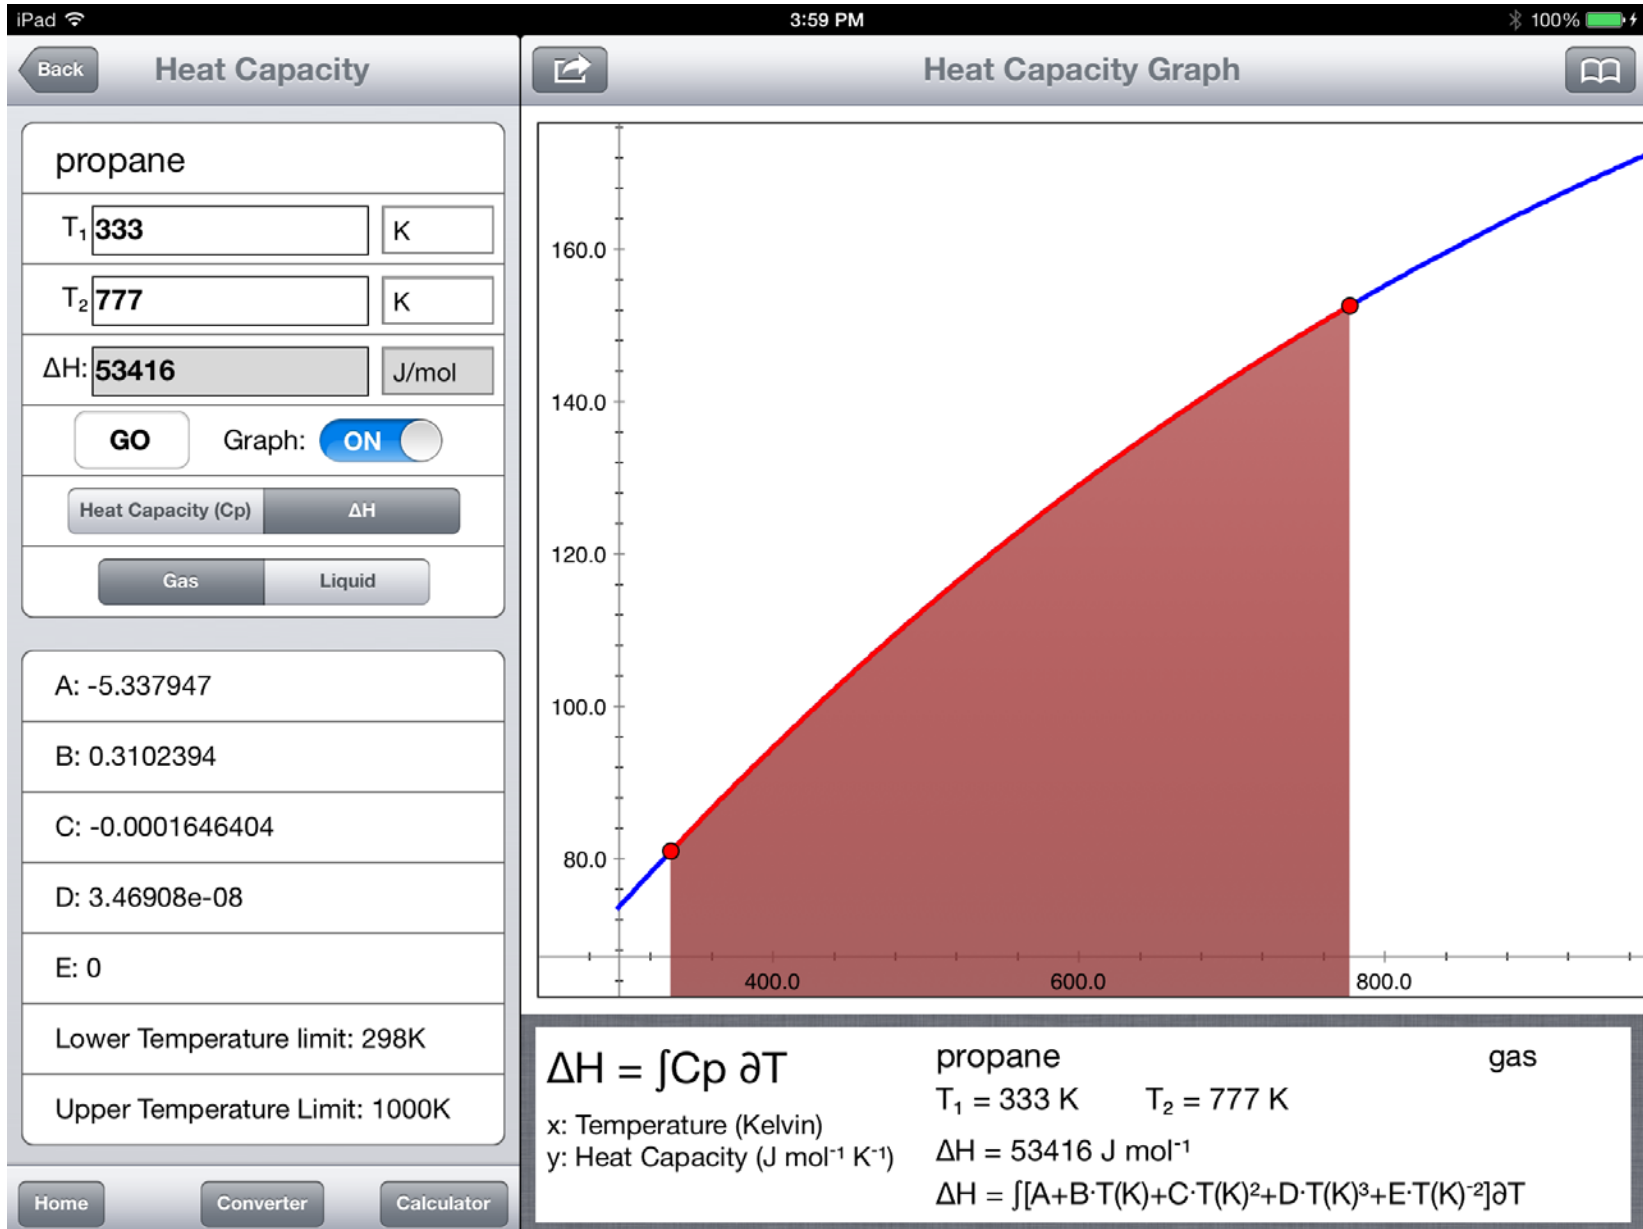 iPad 3:59 PM 100%
Back Heat Capacity
propane
T₁ 333 K
T₂ 777 K
ΔH: 53416 J/mol
GO Graph: ON
Heat Capacity (Cp) ΔH
Gas Liquid
A: -5.337947
B: 0.3102394
C: -0.0001646404
D: 3.46908e-08
E: 0
Lower Temperature limit: 298K
Upper Temperature Limit: 1000K
Home Converter Calculator
Heat Capacity Graph
160.0
140.0
120.0
100.0
80.0
400.0 600.0 800.0
ΔH = ∫Cp ∂T
x: Temperature (Kelvin)
y: Heat Capacity (J mol⁻¹ K⁻¹)
propane gas
T₁ = 333 K T₂ = 777 K
ΔH = 53416 J mol⁻¹
ΔH = ∫[A+B·T(K)+C·T(K)²+D·T(K)³+E·T(K)⁻²]∂T